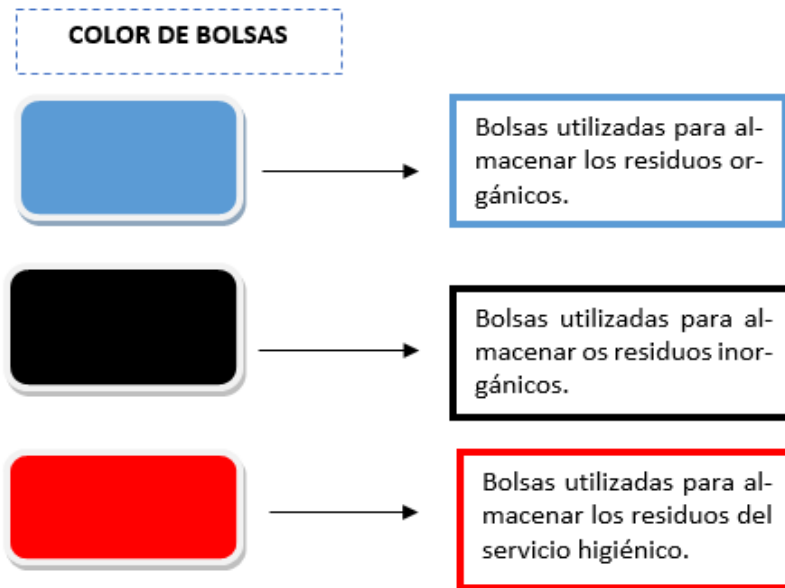 COLOR DE BOLSAS
Bolsas utilizadas para al-
macenar los residuos or-
gánicos.
Bolsas utilizadas para al-
macenar os residuos inor-
gánicos.
Bolsas utilizadas para al-
macenar los residuos del
servicio higiénico.